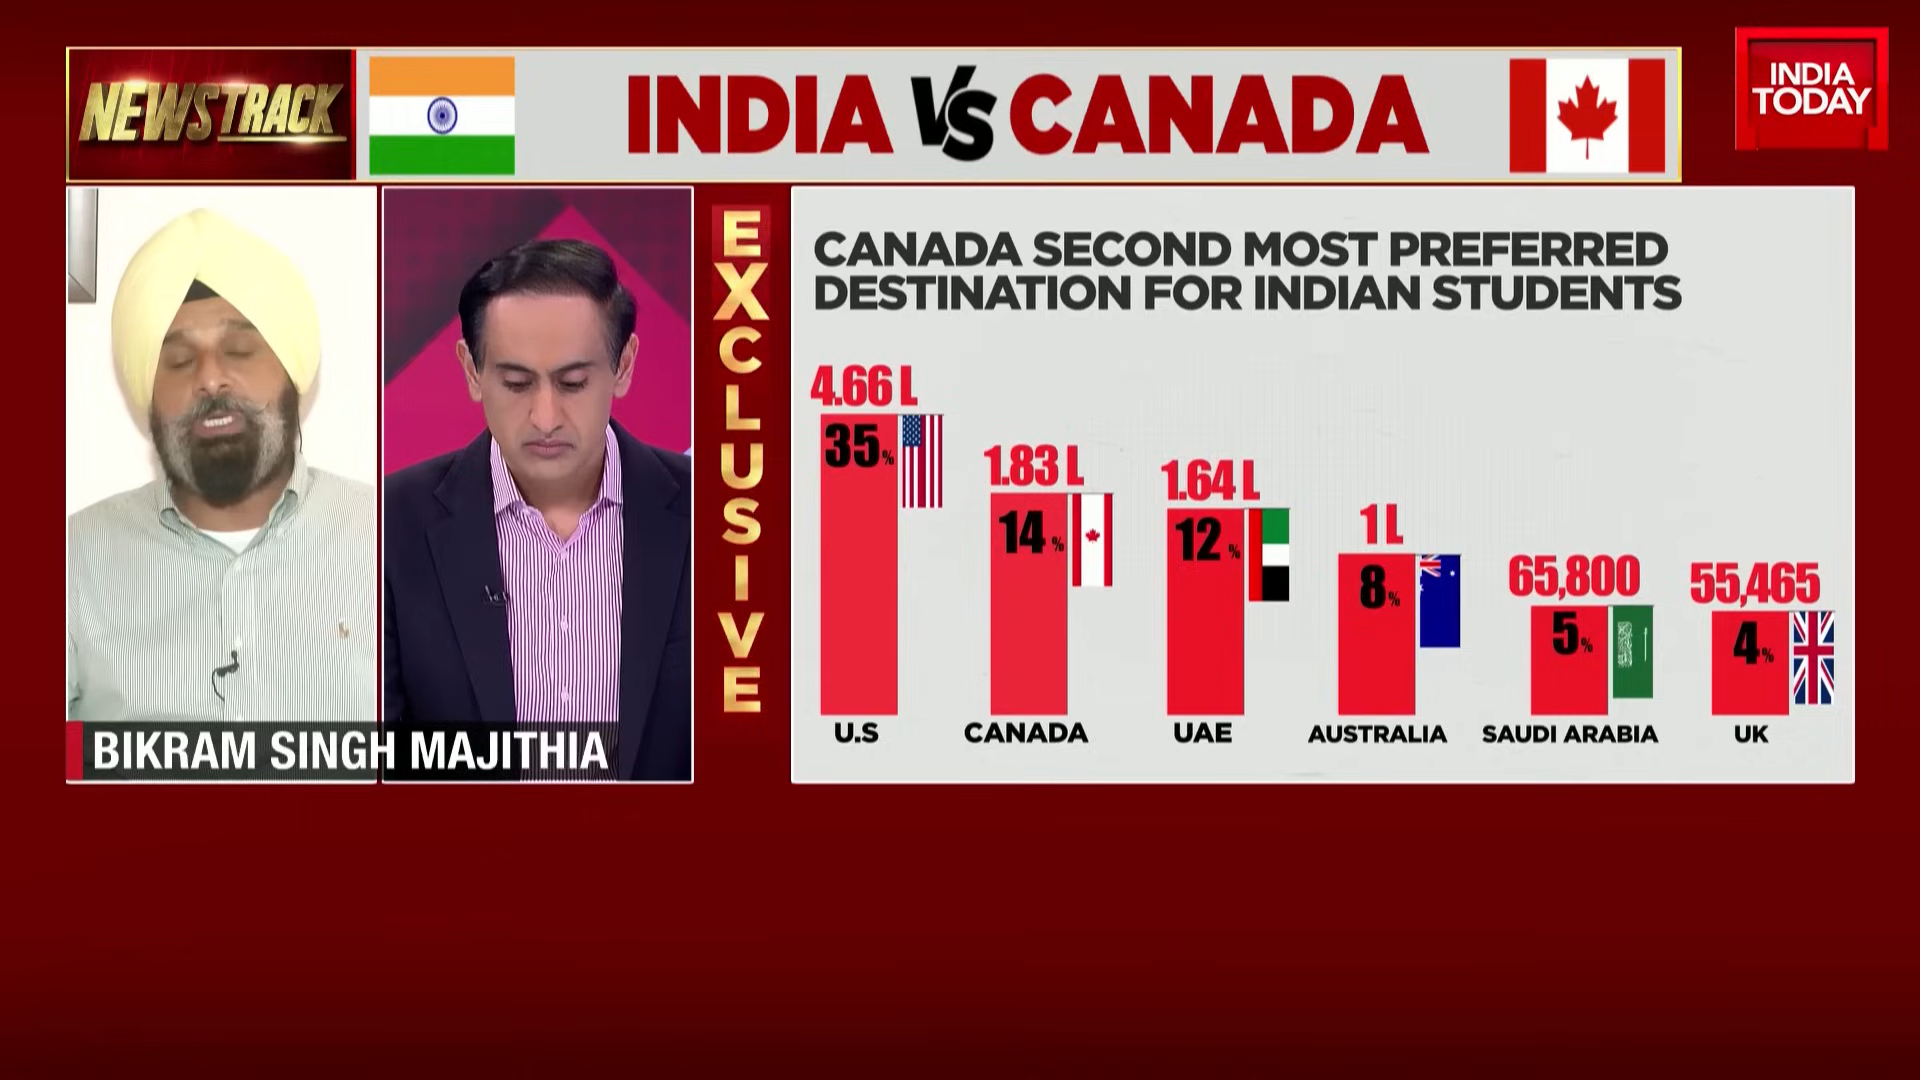 NEWSTRACK
INDIA VS CANADA
INDIA
TODAY
EXCLUSIVE
BIKRAM SINGH MAJITHIA
CANADA SECOND MOST PREFERRED
DESTINATION FOR INDIAN STUDENTS
4.66 L
35%
U.S
1.83 L
14%
CANADA
1.64 L
12%
UAE
1 L
8%
AUSTRALIA
65,800
5%
SAUDI ARABIA
55,465
4%
UK